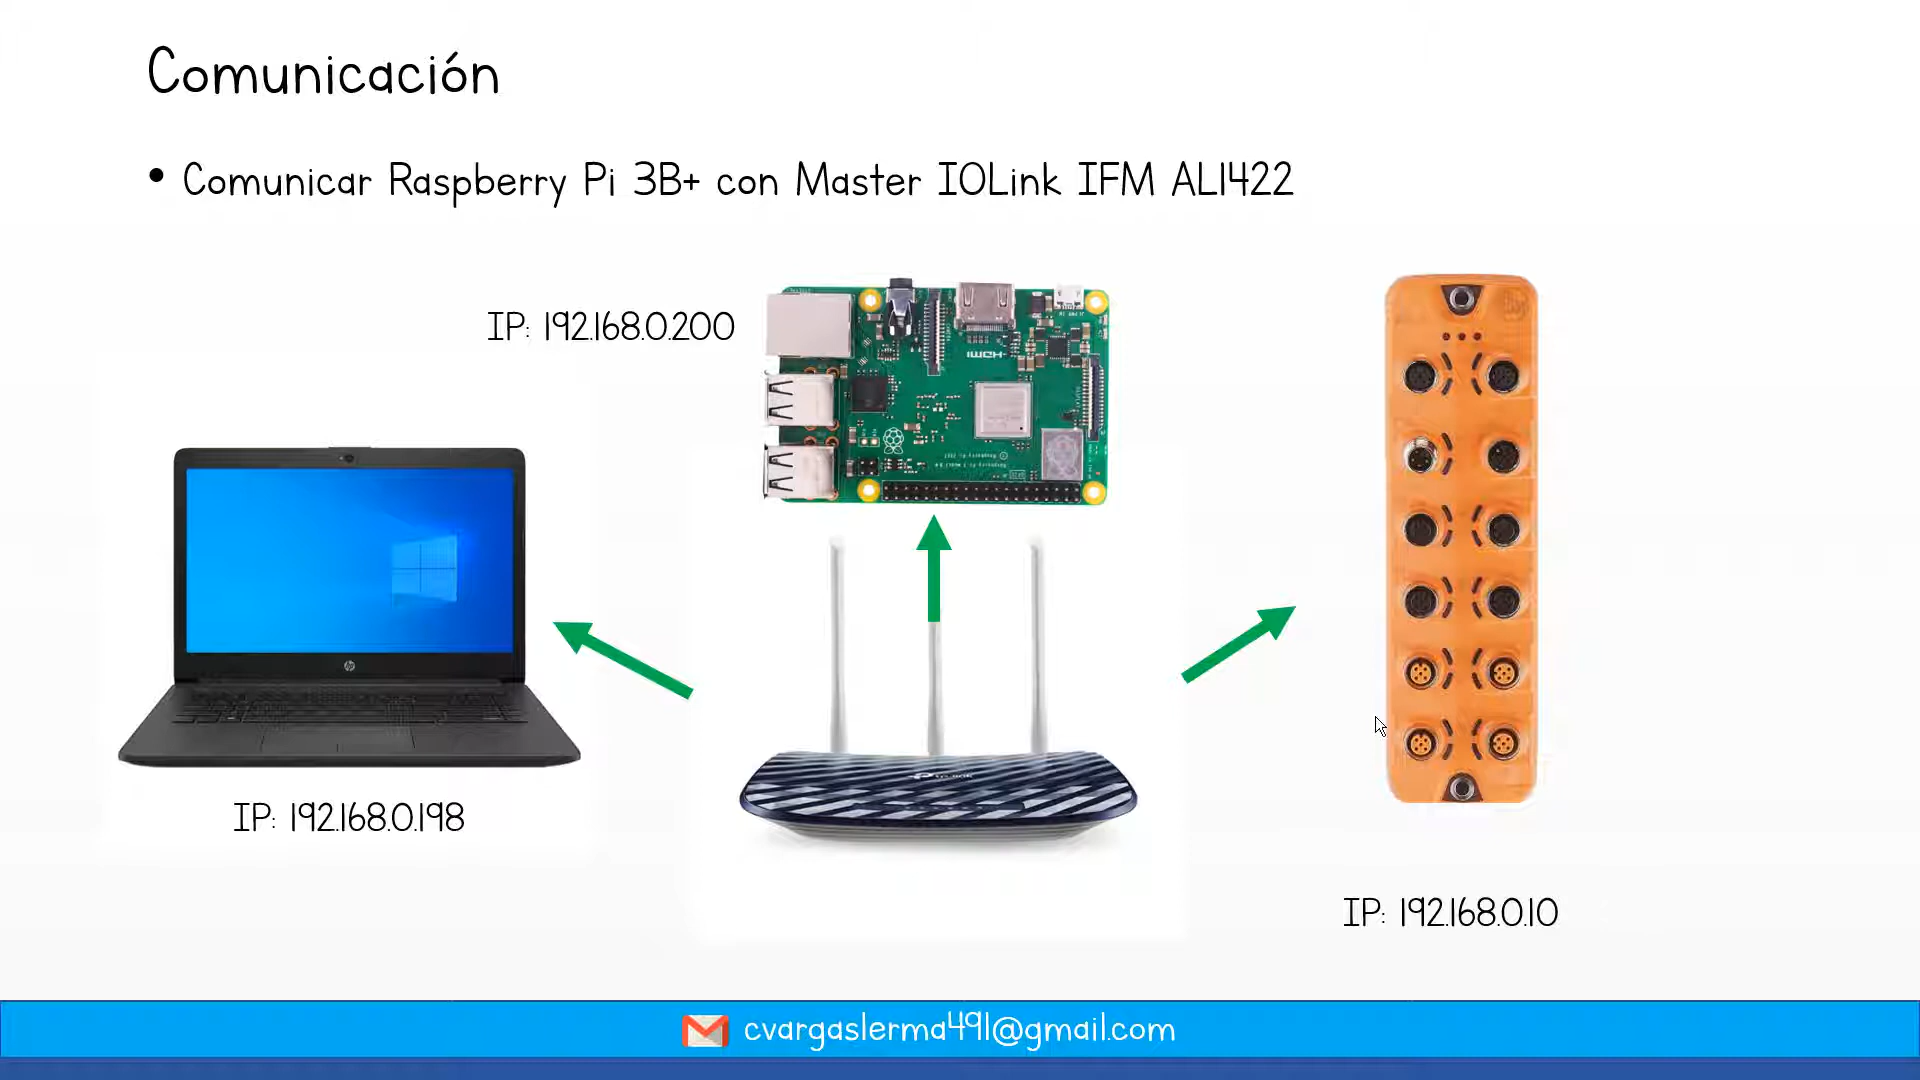 Comunicación
• Comunicar Raspberry Pi 3B+ con Master IOLink IFM AL1422
IP: 192.168.0.200
HDMI
IP: 192.168.0.198
IP: 192.168.0.10
cvargaslerma491@gmail.com